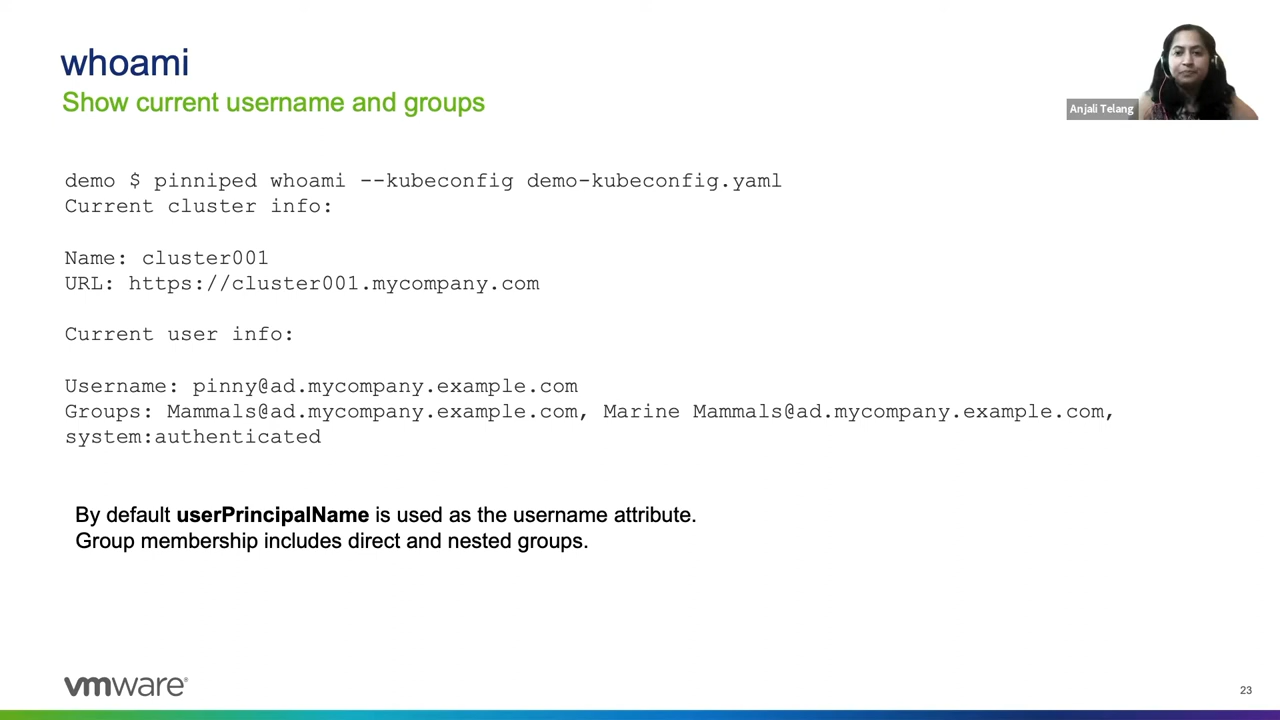 whoami
Show current username and groups
Anjali Telang
demo $ pinniped whoami --kubeconfig demo-kubeconfig.yaml
Current cluster info:
Name: cluster001
URL: https://cluster001.mycompany.com
Current user info:
Username: pinny@ad.mycompany.example.com
Groups: Mammals@ad.mycompany.example.com, Marine Mammals@ad.mycompany.example.com,
system:authenticated
By default userPrincipalName is used as the username attribute.
Group membership includes direct and nested groups.
vmware®
23